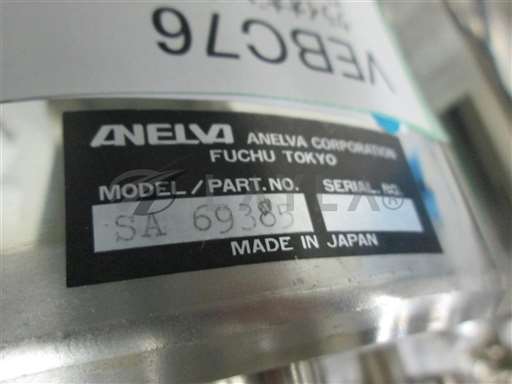 VEBC76
ANELVA ANELVA CORPORATION
FUCHU TOKYO
MODEL/PART.NO. SERIAL.NO.
SA 69385
MADE IN JAPAN